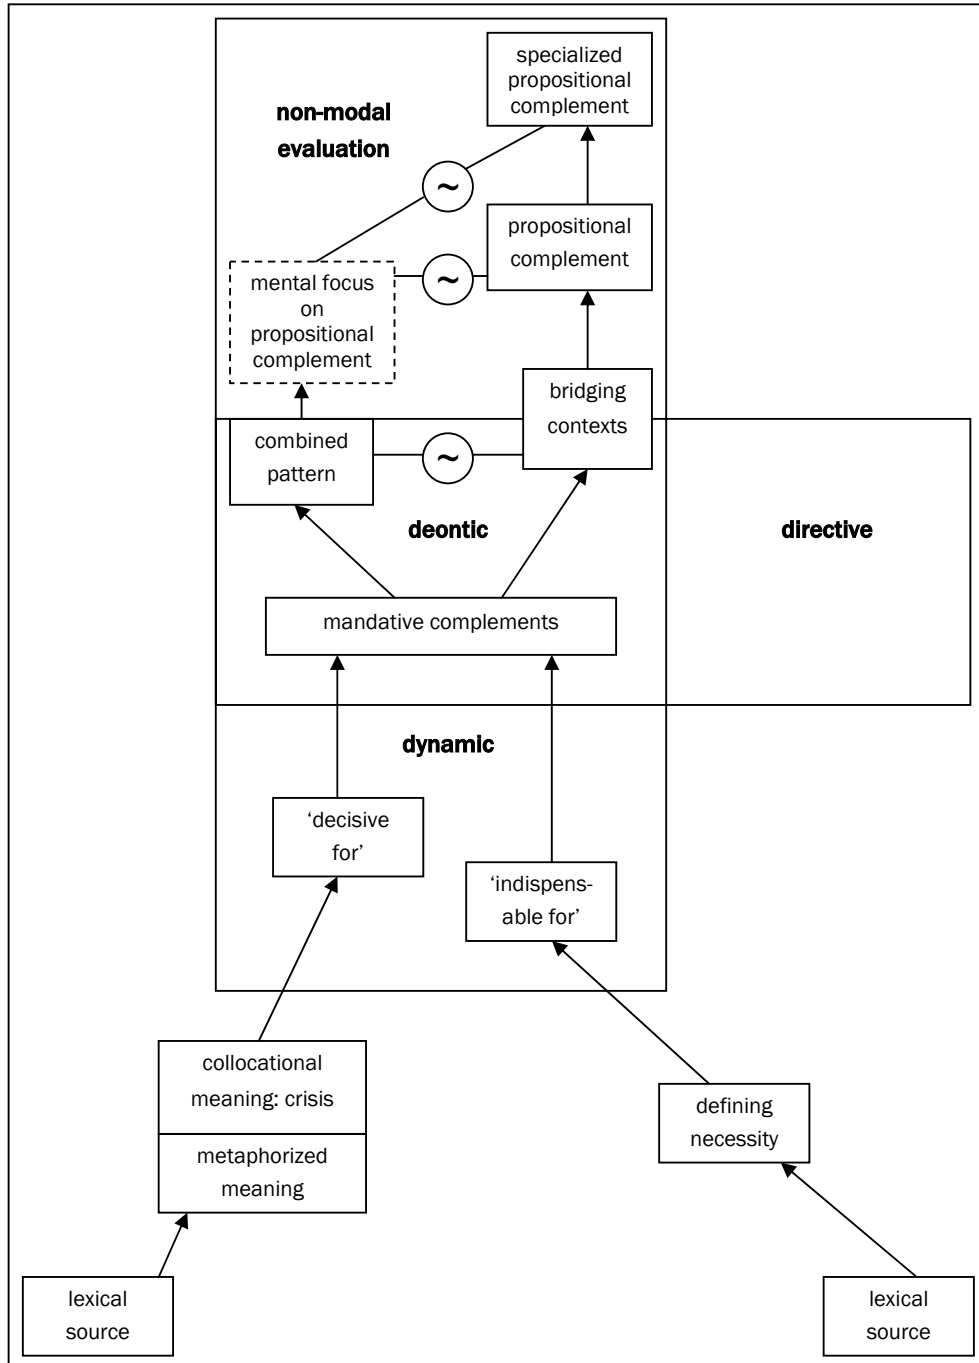 specialized
propositional
complement
non-modal
evaluation
~
propositional
complement
~
mental focus
on
propositional
complement
bridging
contexts
combined
pattern
~
deontic
directive
mandative complements
dynamic
‘decisive
for’
‘indispens-
able for’
collocational
meaning: crisis
defining
necessity
metaphorized
meaning
lexical
source
lexical
source